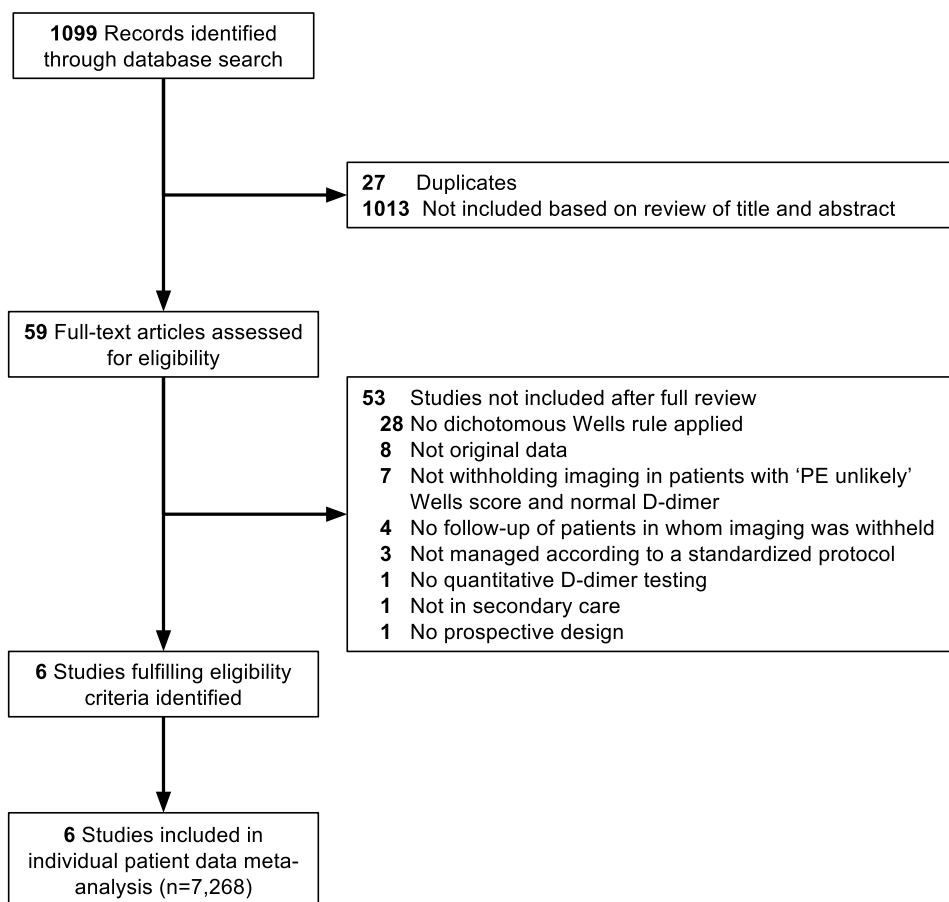 1099 Records identified
through database search
27 Duplicates
1013 Not included based on review of title and abstract
59 Full-text articles assessed
for eligibility
53 Studies not included after full review
28 No dichotomous Wells rule applied
8 Not original data
7 Not withholding imaging in patients with ‘PE unlikely’
Wells score and normal D-dimer
4 No follow-up of patients in whom imaging was withheld
3 Not managed according to a standardized protocol
1 No quantitative D-dimer testing
1 Not in secondary care
1 No prospective design
6 Studies fulfilling eligibility
criteria identified
6 Studies included in
individual patient data meta-
analysis (n=7,268)